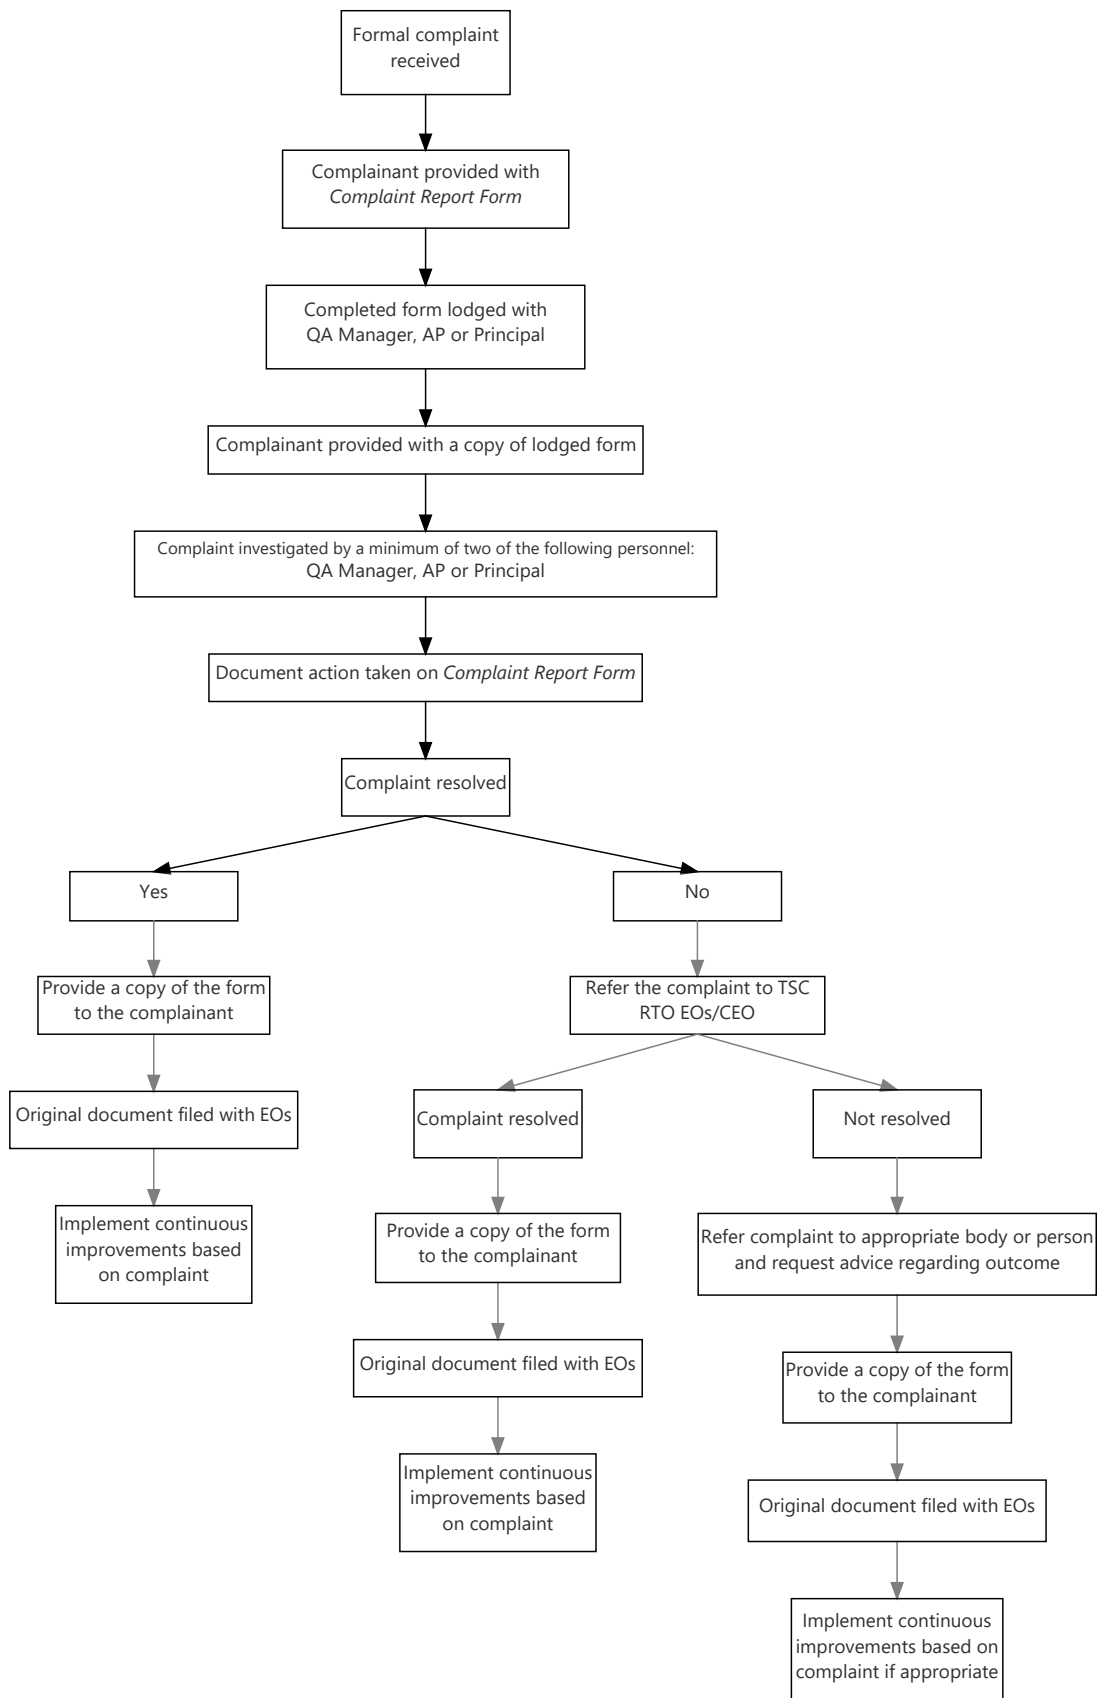 Formal complaint
received
Complainant provided with
Complaint Report Form
Completed form lodged with
QA Manager, AP or Principal
Complainant provided with a copy of lodged form
Complaint investigated by a minimum of two of the following personnel:
QA Manager, AP or Principal
Document action taken on Complaint Report Form
Complaint resolved
Yes
No
Provide a copy of the form
to the complainant
Refer the complaint to TSC
RTO EOs/CEO
Original document filed with EOs
Complaint resolved
Not resolved
Implement continuous
improvements based
on complaint
Provide a copy of the form
to the complainant
Refer complaint to appropriate body or person
and request advice regarding outcome
Original document filed with EOs
Provide a copy of the form
to the complainant
Implement continuous
improvements based
on complaint
Original document filed with EOs
Implement continuous
improvements based on
complaint if appropriate